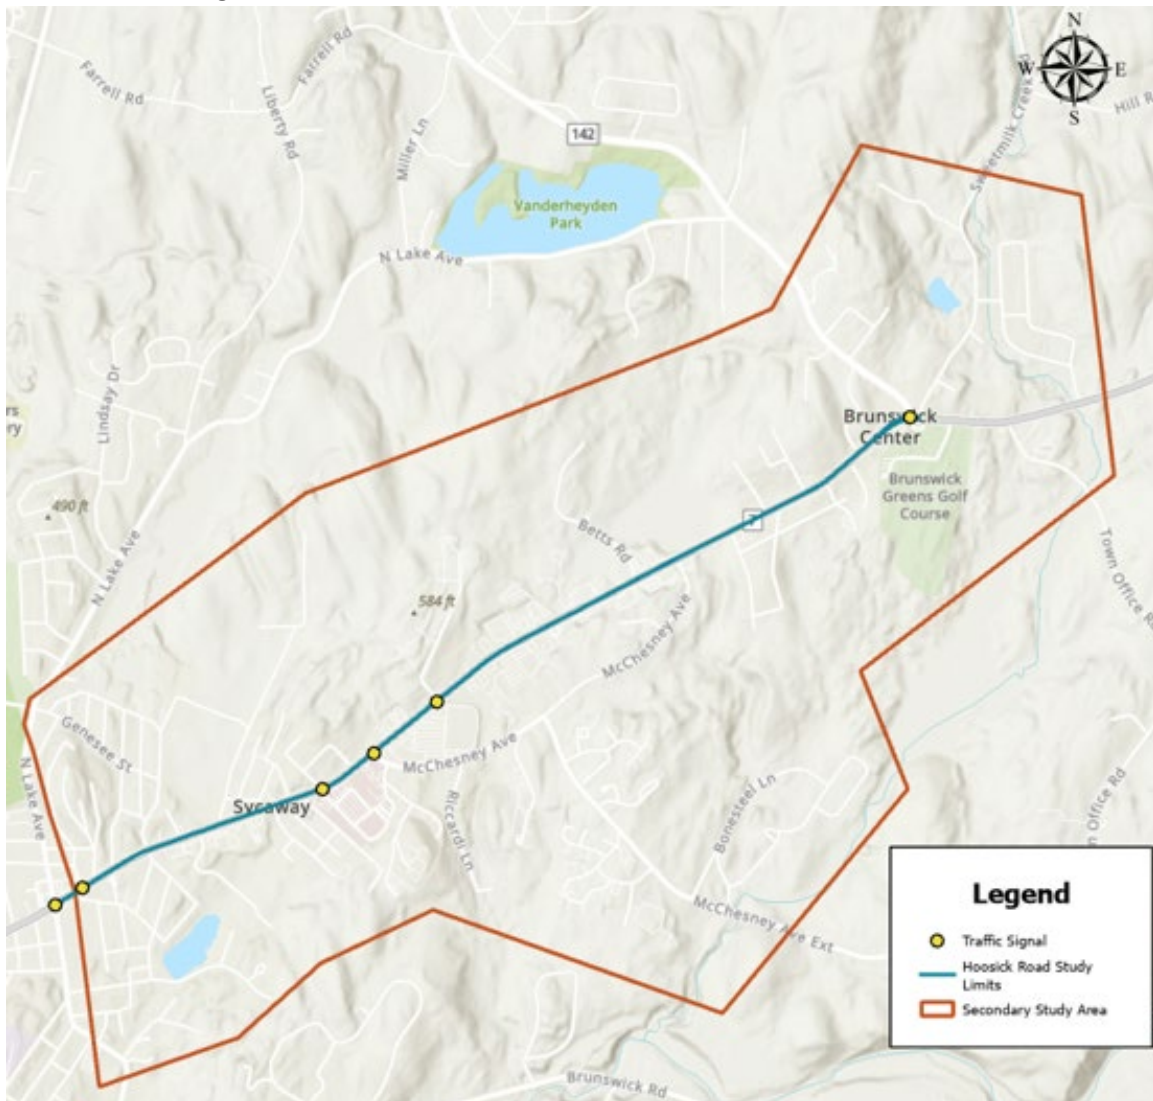 N
W
E
S
Farrell Rd
Farrell Rd
Liberty Rd
Miller Ln
142
Hill R
Vanderheyden
Park
N Lake Ave
Lindsay Dr
rs
ry
Brunswick
Center
Brunswick
Greens Golf
Course
490 ft
7
Betts Rd
N Lake Ave
Town Office Rd
584 ft
McChesney Ave
Genesee St
McChesney Ave
N Lake Ave
Sycaway
Riccardi Ln
Bonesteel Ln
n Office Rd
McChesney Ave Ext
Brunswick Rd
Legend
Traffic Signal
Hoosick Road Study
Limits
Secondary Study Area